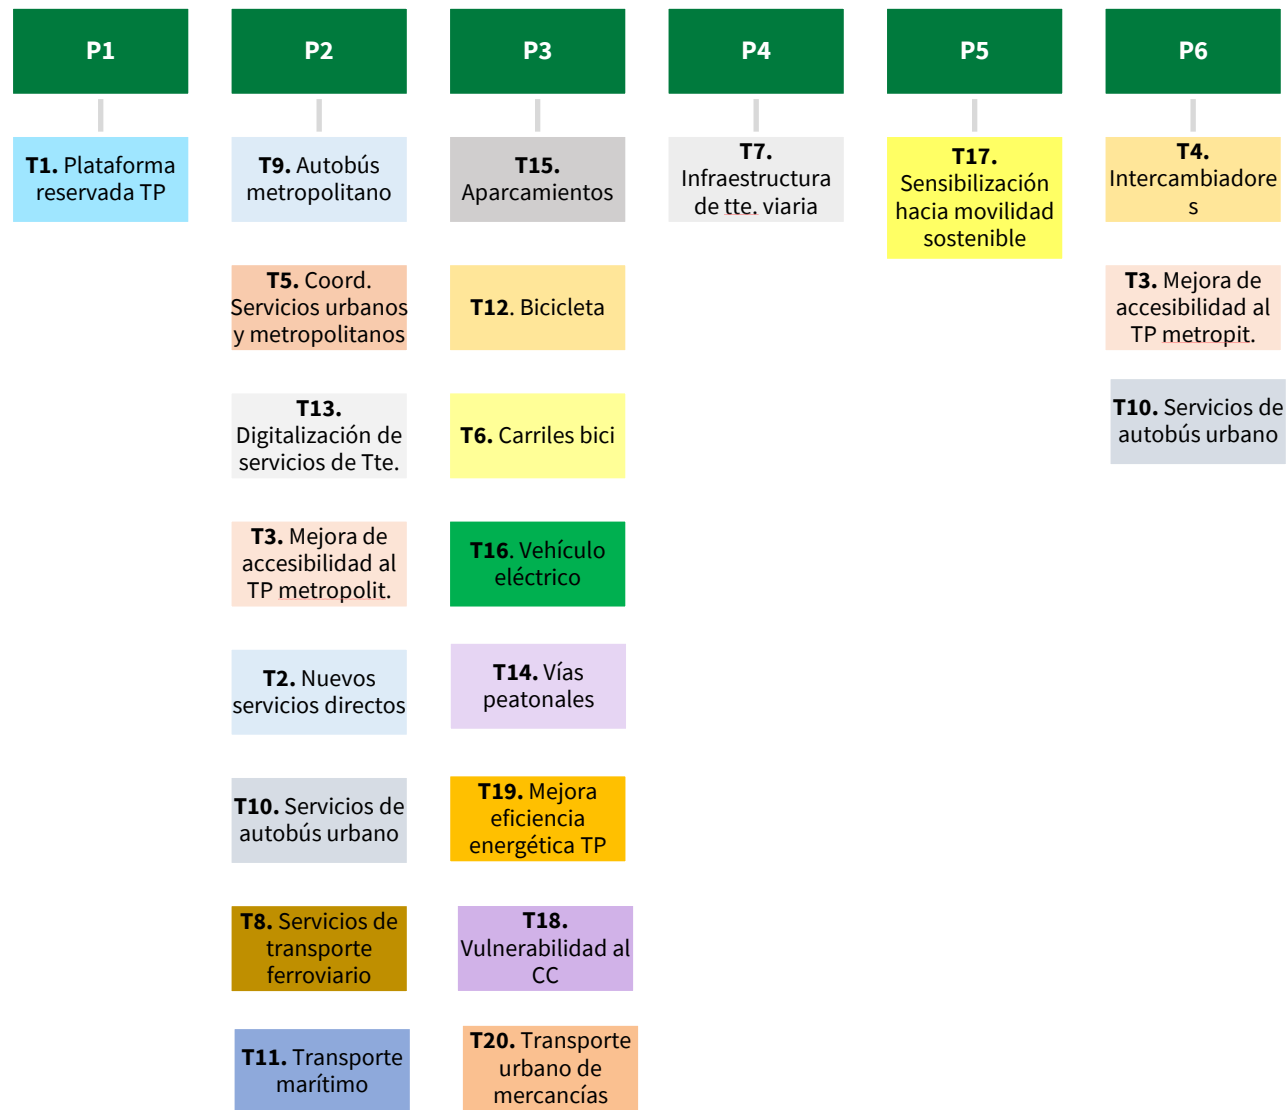 P1
P2
P3
P4
P5
P6
T1. Plataforma
reservada TP
T9. Autobús
metropolitano
T5. Coord.
Servicios urbanos
y metropolitanos
T13.
Digitalización de
servicios de Tte.
T3. Mejora de
accesibilidad al
TP metropolit.
T2. Nuevos
servicios directos
T10. Servicios de
autobús urbano
T8. Servicios de
transporte
ferroviario
T11. Transporte
marítimo
T15.
Aparcamientos
T12. Bicicleta
T6. Carriles bici
T16. Vehículo
eléctrico
T14. Vías
peatonales
T19. Mejora
eficiencia
energética TP
T18.
Vulnerabilidad al
CC
T20. Transporte
urbano de
mercancías
T7.
Infraestructura
de tte. viaria
T17.
Sensibilización
hacia movilidad
sostenible
T4.
Intercambiadore
s
T3. Mejora de
accesibilidad al
TP metropit.
T10. Servicios de
autobús urbano